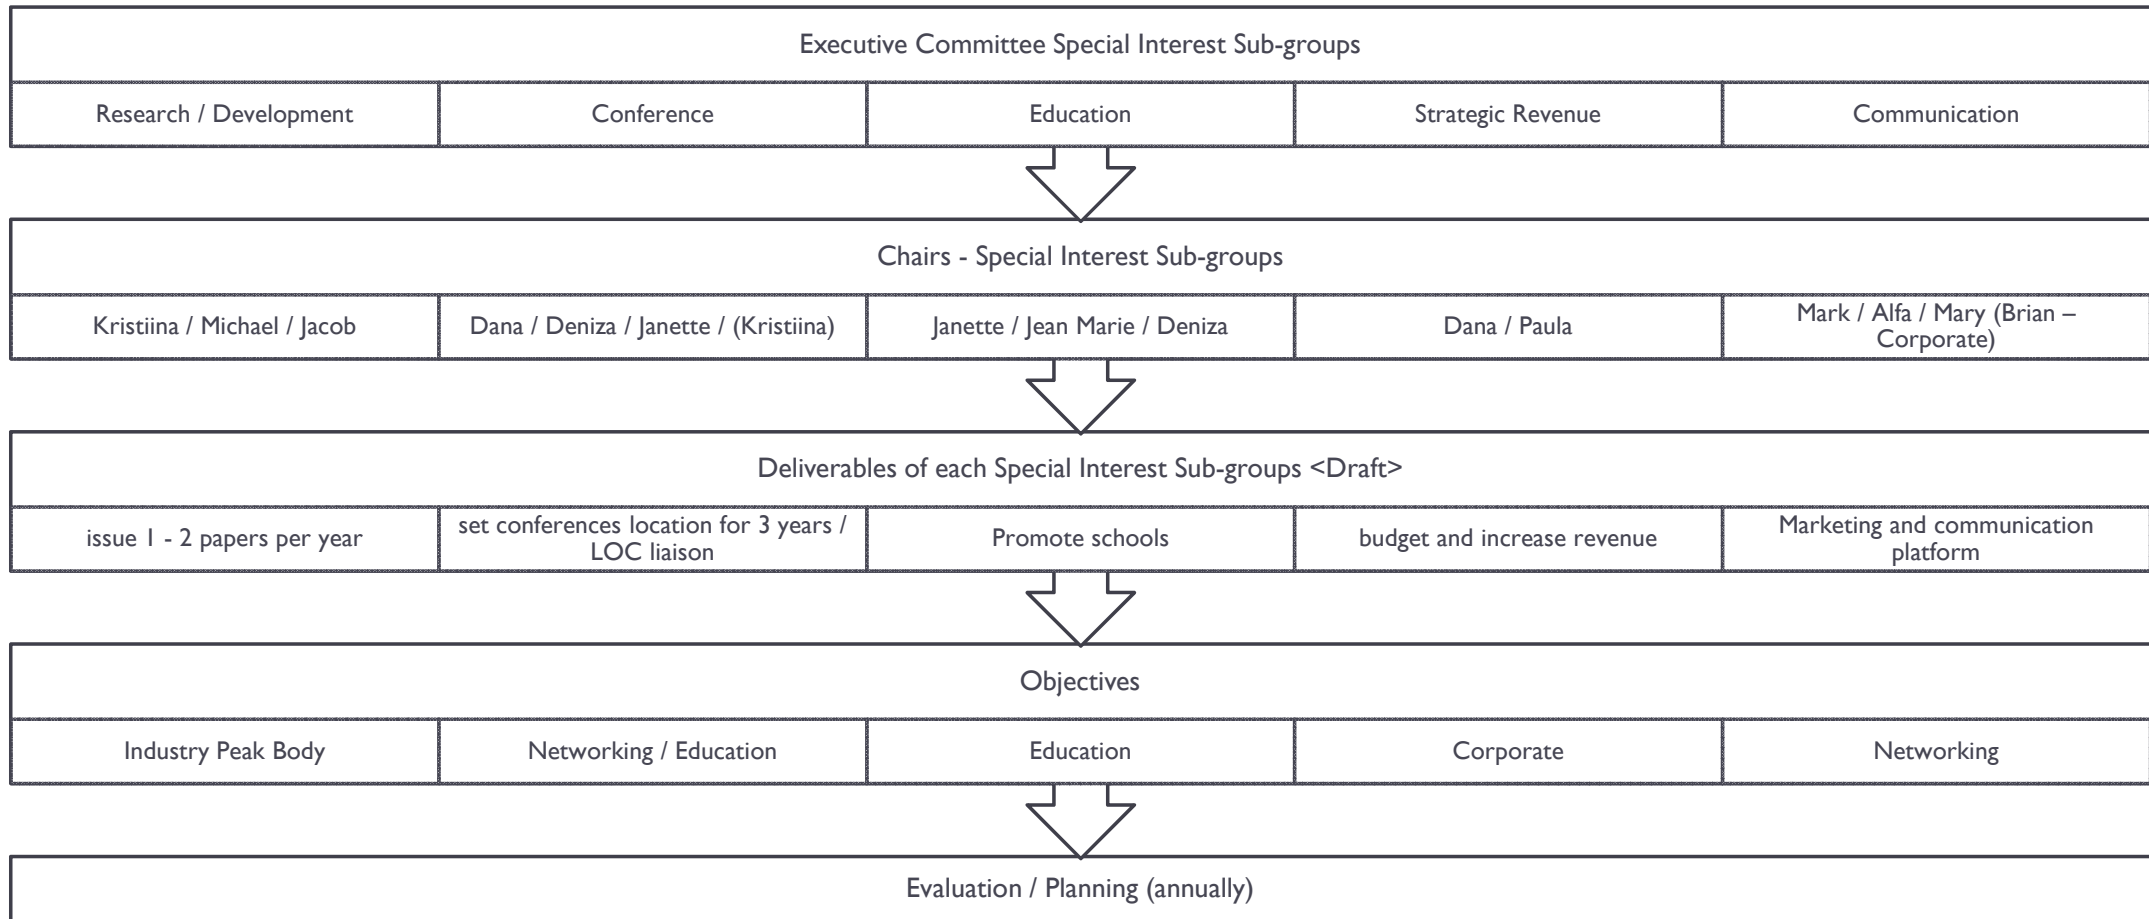 Executive Committee Special Interest Sub-groups
Research / Development
Conference
Education
Strategic Revenue
Communication
Chairs - Special Interest Sub-groups
Kristiina / Michael / Jacob
Dana / Deniza / Janette / (Kristiina)
Janette / Jean Marie / Deniza
Dana / Paula
Mark / Alfa / Mary (Brian –
Corporate)
Deliverables of each Special Interest Sub-groups <Draft>
issue 1 - 2 papers per year
set conferences location for 3 years /
LOC liaison
Promote schools
budget and increase revenue
Marketing and communication
platform
Objectives
Industry Peak Body
Networking / Education
Education
Corporate
Networking
Evaluation / Planning (annually)